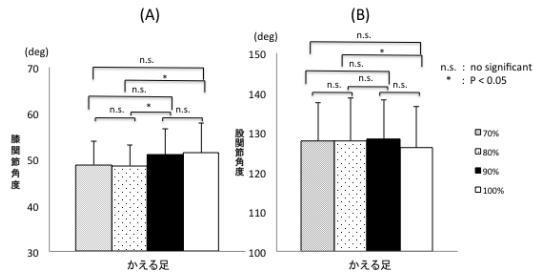 (A)
(deg)
n.s.
*
n.s.
n.s.
*
n.s.
70
60
50
40
30
膝関節角度
かえる足
(B)
(deg)
n.s.
*
n.s.
n.s.
n.s.
n.s.
150
140
130
120
110
100
股関節角度
かえる足
n.s. : no significant
* : P < 0.05
70%
80%
90%
100%